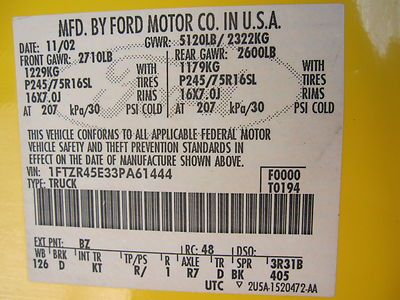 MFD. BY FORD MOTOR CO. IN U.S.A.
DATE: 11/02 GVWR: 5120LB/ 2322KG
FRONT GAWR: 2710LB REAR GAWR: 2600LB
1229KG WITH 1179KG WITH
P245/75R16SL TIRES P245/75R16SL TIRES
16X7.0J RIMS 16X7.0J RIMS
AT 207 kPa/30 PSI COLD AT 207 kPa/30 PSI COLD
THIS VEHICLE CONFORMS TO ALL APPLICABLE FEDERAL MOTOR
VEHICLE SAFETY AND THEFT PREVENTION STANDARDS IN
EFFECT ON THE DATE OF MANUFACTURE SHOWN ABOVE.
VIN: 1FTZR45E33PA61444 F0000
TYPE: TRUCK T0194
EXT PNT: BZ RC: 48
WB BRK INT TR TP/PS R AXLE TR SPR 3R31B
126 D KT R/ 1 R7 D BK 405
UTC 2U5A-1520472-AA